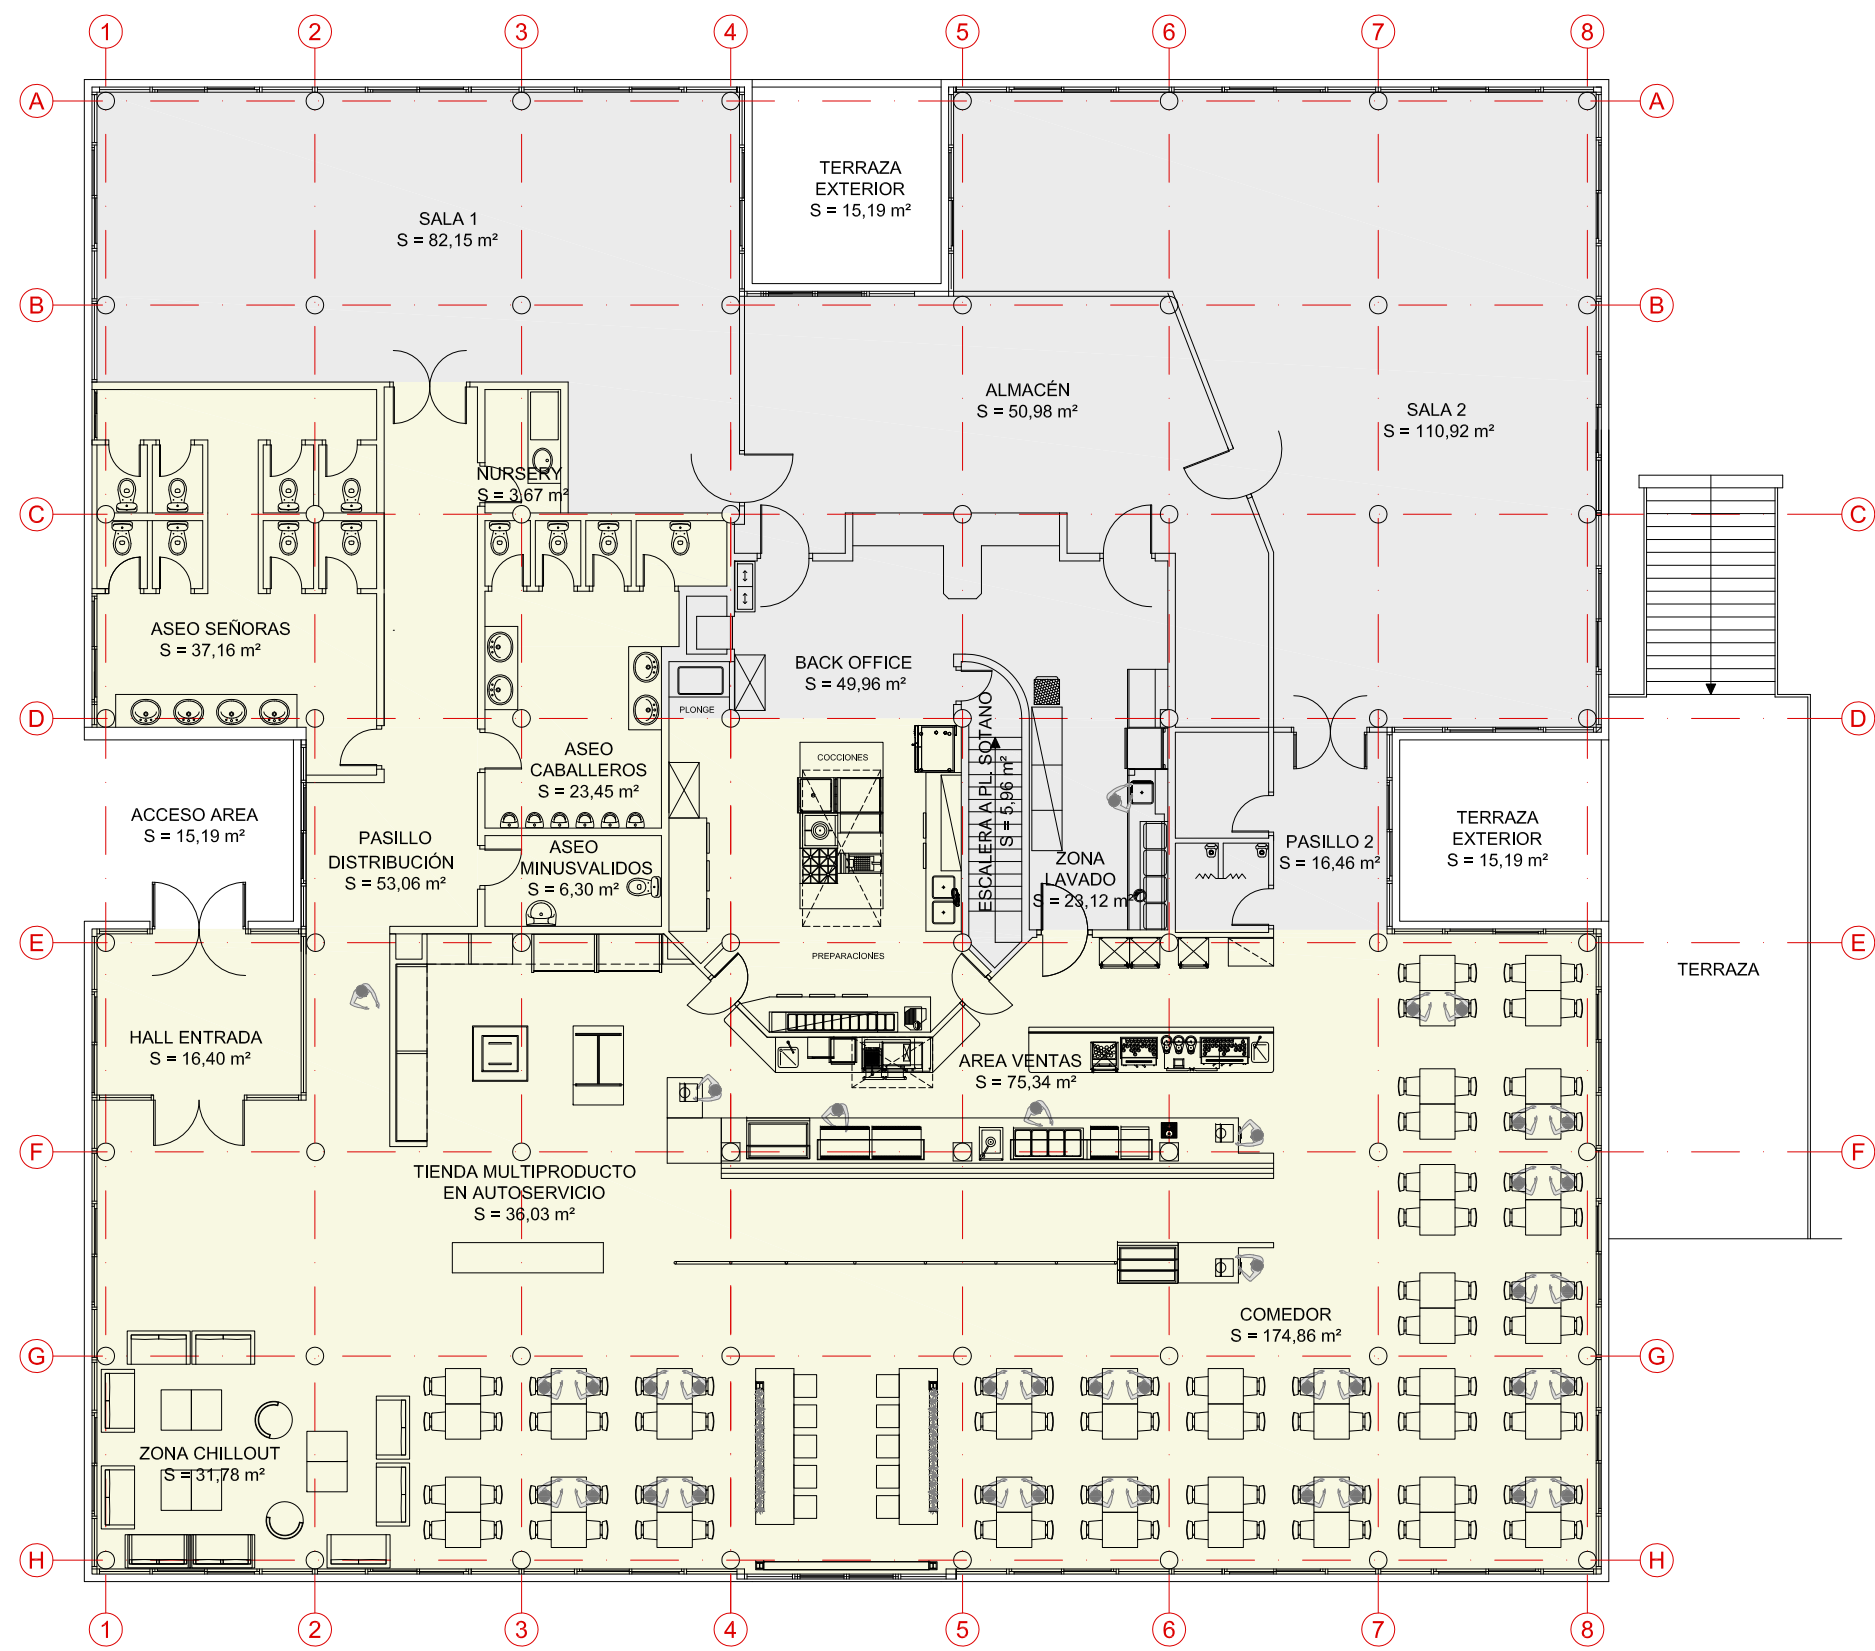 1 2 3 4 5 6 7 8
A A
TERRAZA
EXTERIOR
S = 15,19 m²
SALA 1
S = 82,15 m²
B B
ALMACÉN
S = 50,98 m²
SALA 2
S = 110,92 m²
NURSERY
S = 3,67 m²
C C
ASEO SEÑORAS
S = 37,16 m²
BACK OFFICE
S = 49,96 m²
PLONGE
D D
ESCALERA A PL. SOTANO
S = 5,96 m²
ASEO
CABALLEROS
S = 23,45 m²
COCCIONES
ACCESO AREA
S = 15,19 m²
PASILLO
DISTRIBUCIÓN
S = 53,06 m²
ASEO
MINUSVALIDOS
S = 6,30 m²
ZONA
LAVADO
S = 23,12 m²
PASILLO 2
S = 16,46 m²
TERRAZA
EXTERIOR
S = 15,19 m²
E E
PREPARACIONES
TERRAZA
HALL ENTRADA
S = 16,40 m²
AREA VENTAS
S = 75,34 m²
F F
TIENDA MULTIPRODUCTO
EN AUTOSERVICIO
S = 36,03 m²
COMEDOR
S = 174,86 m²
G G
ZONA CHILLOUT
S = 31,78 m²
H H
1 2 3 4 5 6 7 8